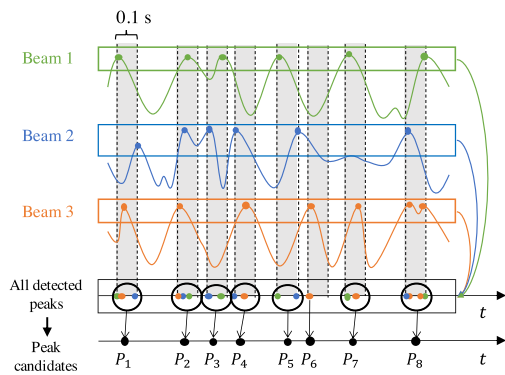 0.1 s
Beam 1
Beam 2
Beam 3
All detected
peaks
t
Peak
candidates
P₁ P₂ P₃ P₄ P₅ P₆ P₇ P₈ t